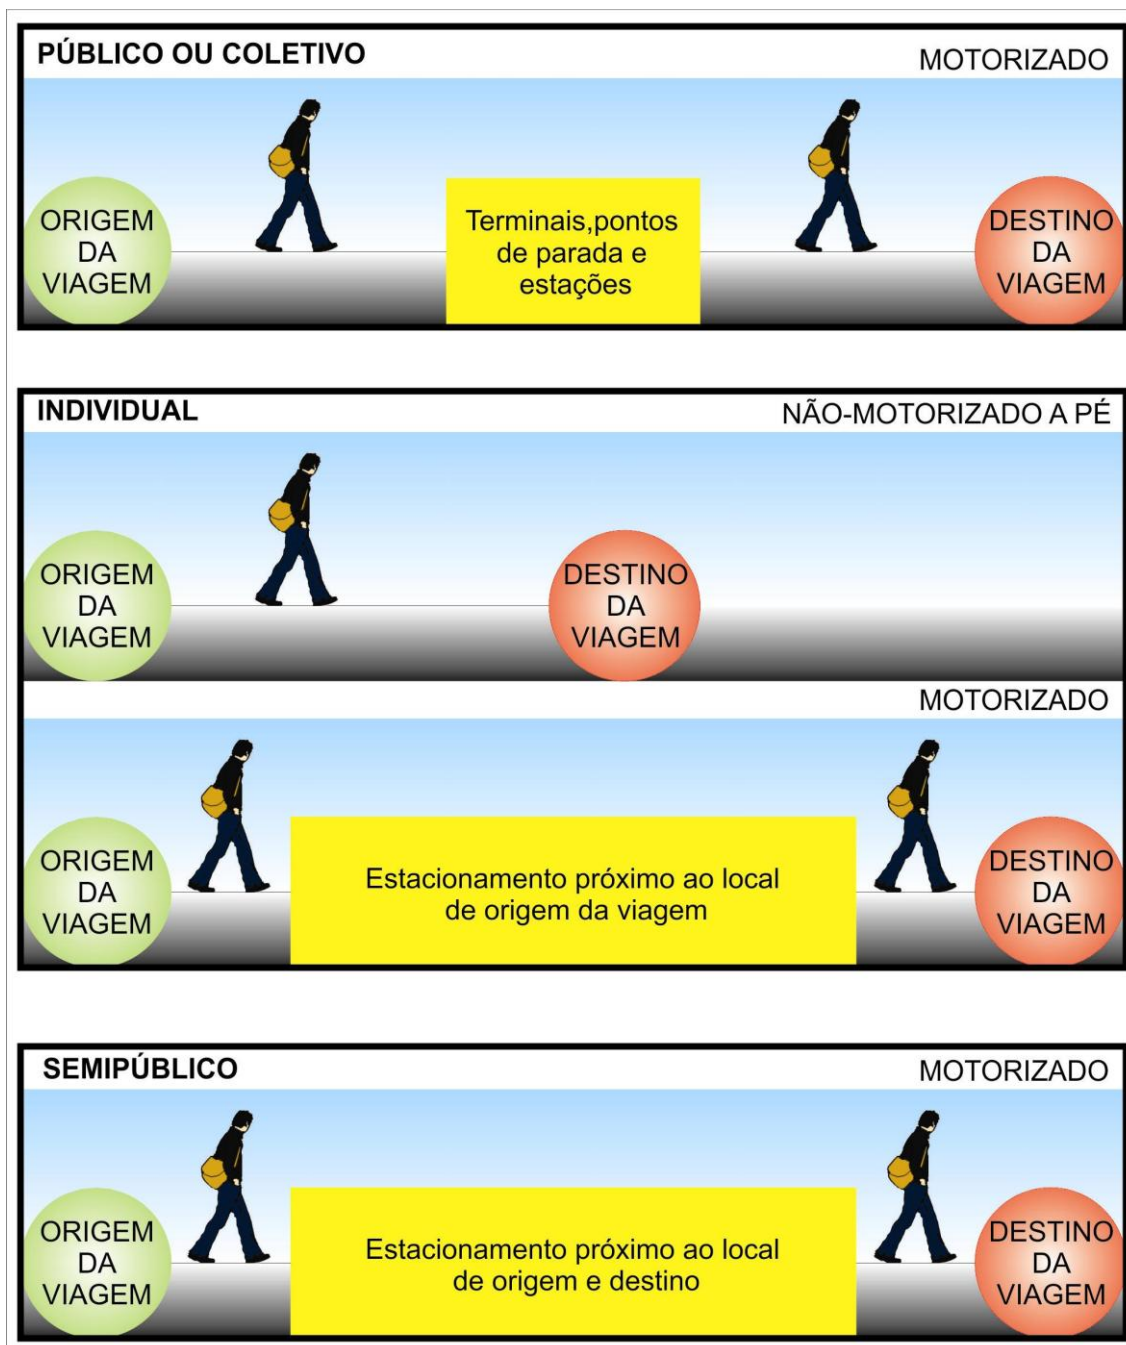 PÚBLICO OU COLETIVO
MOTORIZADO
ORIGEM
DA
VIAGEM
Terminais,pontos
de parada e
estações
DESTINO
DA
VIAGEM
INDIVIDUAL
NÃO-MOTORIZADO A PÉ
ORIGEM
DA
VIAGEM
DESTINO
DA
VIAGEM
MOTORIZADO
ORIGEM
DA
VIAGEM
Estacionamento próximo ao local
de origem da viagem
DESTINO
DA
VIAGEM
SEMIPÚBLICO
MOTORIZADO
ORIGEM
DA
VIAGEM
Estacionamento próximo ao local
de origem e destino
DESTINO
DA
VIAGEM